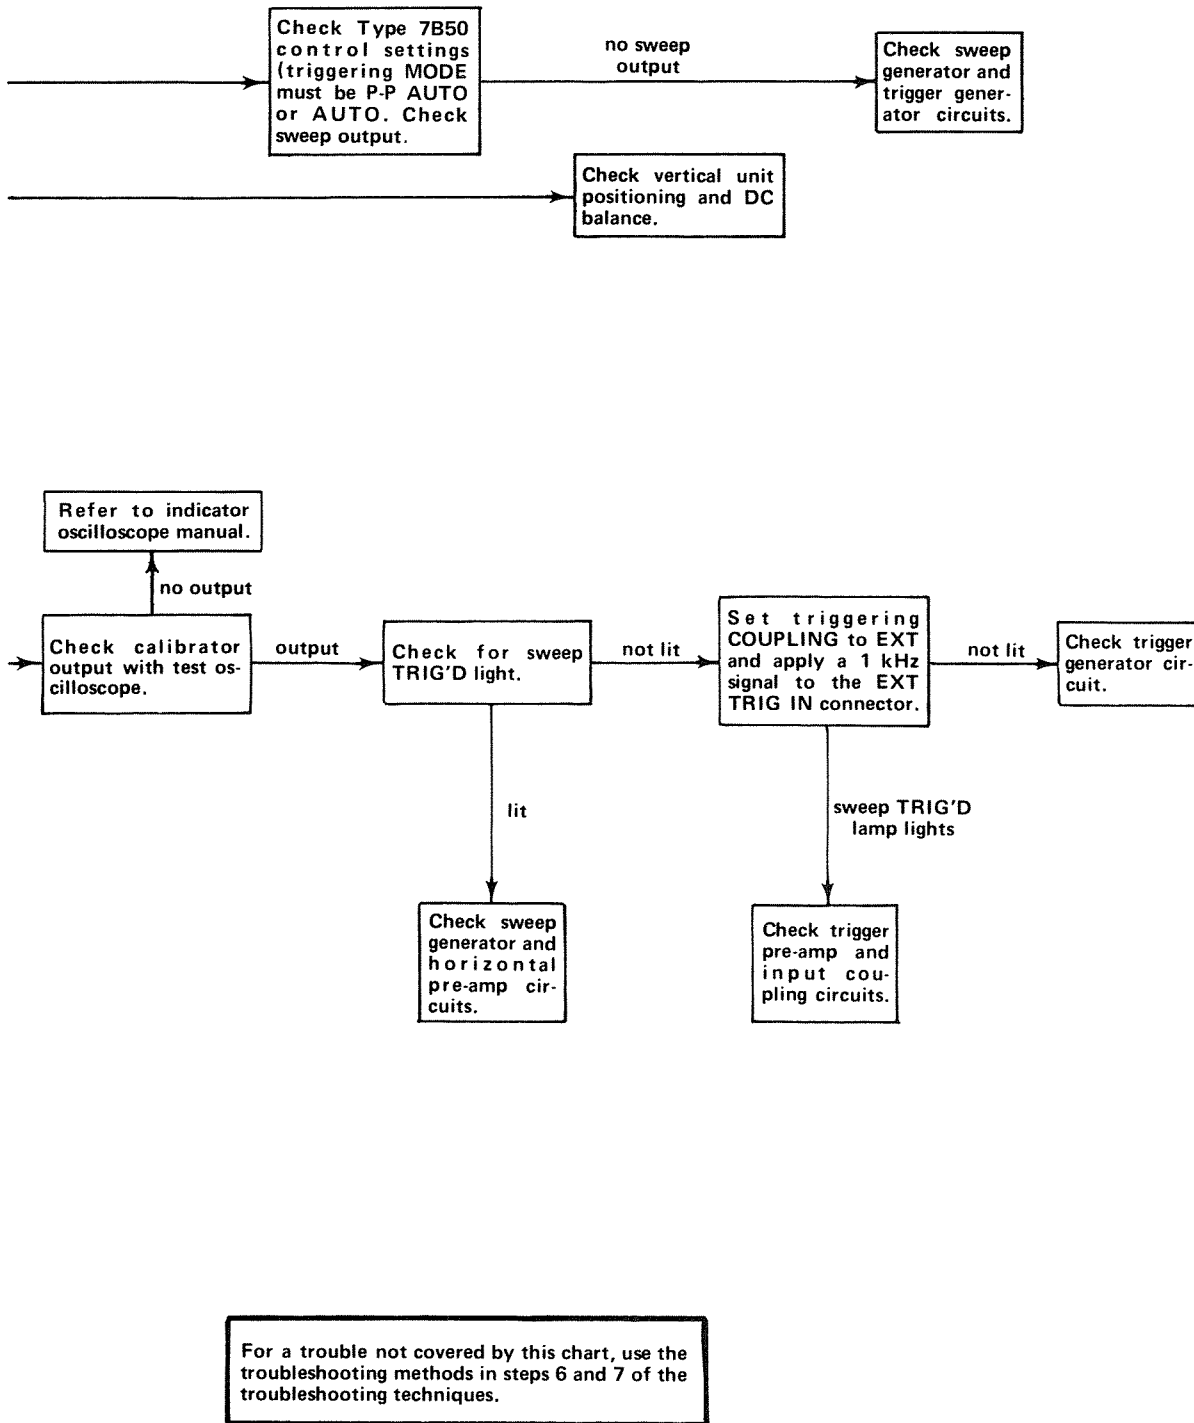 Check Type 7B50
control settings
(triggering MODE
must be P-P AUTO
or AUTO. Check
sweep output.
no sweep
output
Check sweep
generator and
trigger gener-
ator circuits.
Check vertical unit
positioning and DC
balance.
Refer to indicator
oscilloscope manual.
no output
Check calibrator
output with test os-
cilloscope.
output
Check for sweep
TRIG'D light.
not lit
Set triggering
COUPLING to EXT
and apply a 1 kHz
signal to the EXT
TRIG IN connector.
not lit
Check trigger
generator cir-
cuit.
lit
sweep TRIG'D
lamp lights
Check sweep
generator and
horizontal
pre-amp cir-
cuits.
Check trigger
pre-amp and
input cou-
pling circuits.
For a trouble not covered by this chart, use the
troubleshooting methods in steps 6 and 7 of the
troubleshooting techniques.